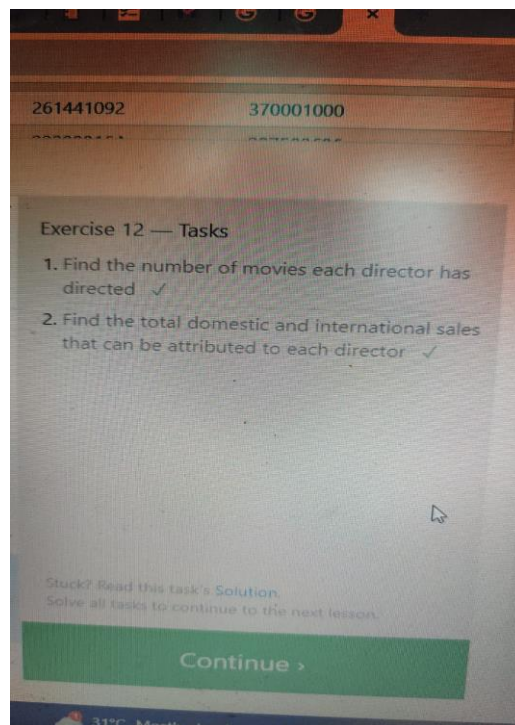 261441092 370001000
Exercise 12 — Tasks
1. Find the number of movies each director has
directed ✓
2. Find the total domestic and international sales
that can be attributed to each director ✓
Stuck? Read this task's Solution.
Solve all tasks to continue to the next lesson.
Continue ›
31°C